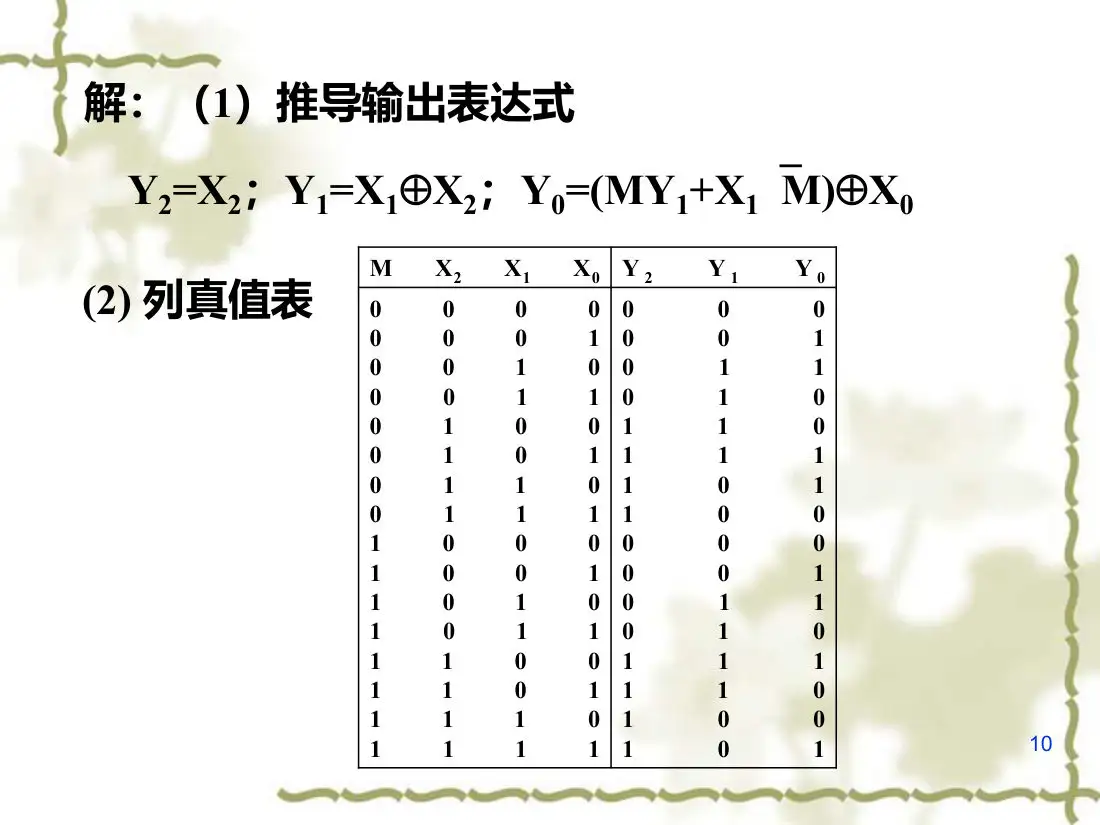 解：（1）推导输出表达式
Y₂=X₂；Y₁=X₁⊕X₂；Y₀=(MY₁+X₁ M̅)⊕X₀
(2) 列真值表
M X₂ X₁ X₀ Y₂ Y₁ Y₀
0 0 0 0 0 0 0
0 0 0 1 0 0 1
0 0 1 0 0 1 1
0 0 1 1 0 1 0
0 1 0 0 1 1 0
0 1 0 1 1 1 1
0 1 1 0 1 0 1
0 1 1 1 1 0 0
1 0 0 0 0 0 0
1 0 0 1 0 0 1
1 0 1 0 0 1 1
1 0 1 1 0 1 0
1 1 0 0 1 1 1
1 1 0 1 1 1 0
1 1 1 0 1 0 0
1 1 1 1 1 0 1
10